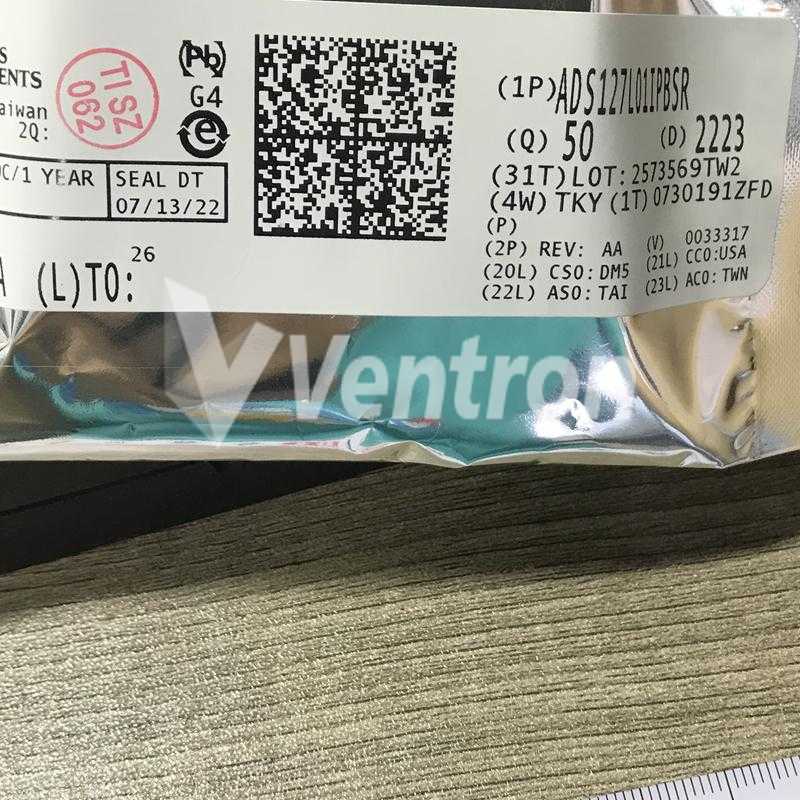 S
ENTS
aiwan
2Q:
TI SZ
062
(Pb)
G4
e
0C/1 YEAR
SEAL DT
07/13/22
(L)TO:
26
(1P)ADS127L01IPBSR
(Q) 50 (D) 2223
(31T)LOT:2573569TW2
(4W) TKY (1T) 0730191ZFD
(P)
(2P) REV: AA (V) 0033317
(20L) CSO:DM5 (21L) CCO:USA
(22L) ASO:TAI (23L) ACO:TWN
Ventron